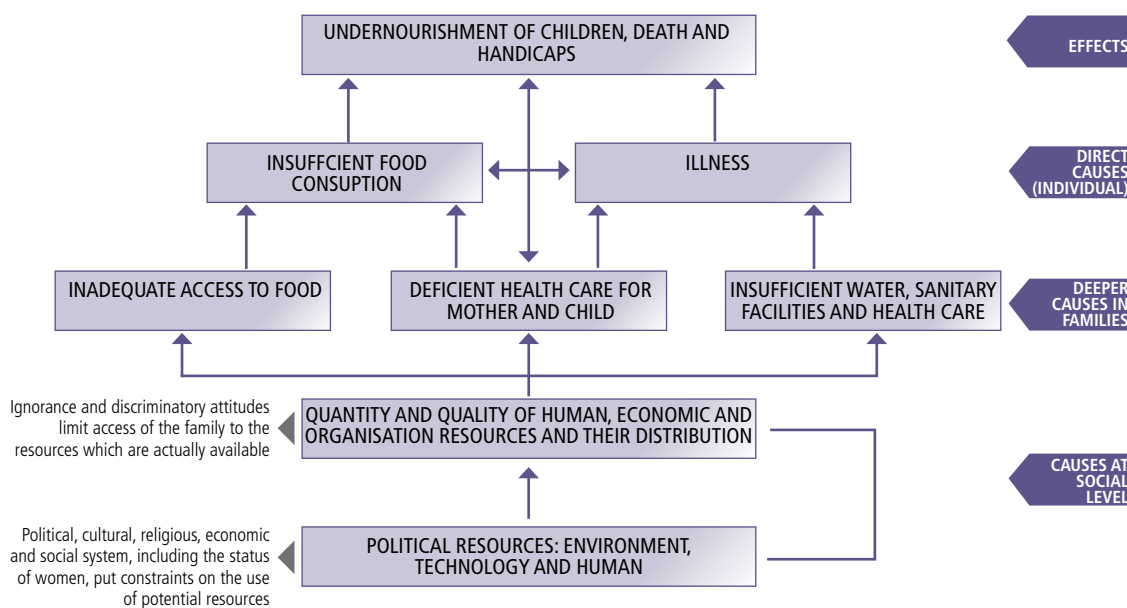 UNDERNOURISHMENT OF CHILDREN, DEATH AND
HANDICAPS
EFFECTS
INSUFFCIENT FOOD
CONSUPTION
ILLNESS
DIRECT
CAUSES
(INDIVIDUAL)
INADEQUATE ACCESS TO FOOD
DEFICIENT HEALTH CARE FOR
MOTHER AND CHILD
INSUFFICIENT WATER, SANITARY
FACILITIES AND HEALTH CARE
DEEPER
CAUSES IN
FAMILIES
Ignorance and discriminatory attitudes
limit access of the family to the
resources which are actually available
QUANTITY AND QUALITY OF HUMAN, ECONOMIC AND
ORGANISATION RESOURCES AND THEIR DISTRIBUTION
CAUSES AT
SOCIAL
LEVEL
Political, cultural, religious, economic
and social system, including the status
of women, put constraints on the use
of potential resources
POLITICAL RESOURCES: ENVIRONMENT,
TECHNOLOGY AND HUMAN